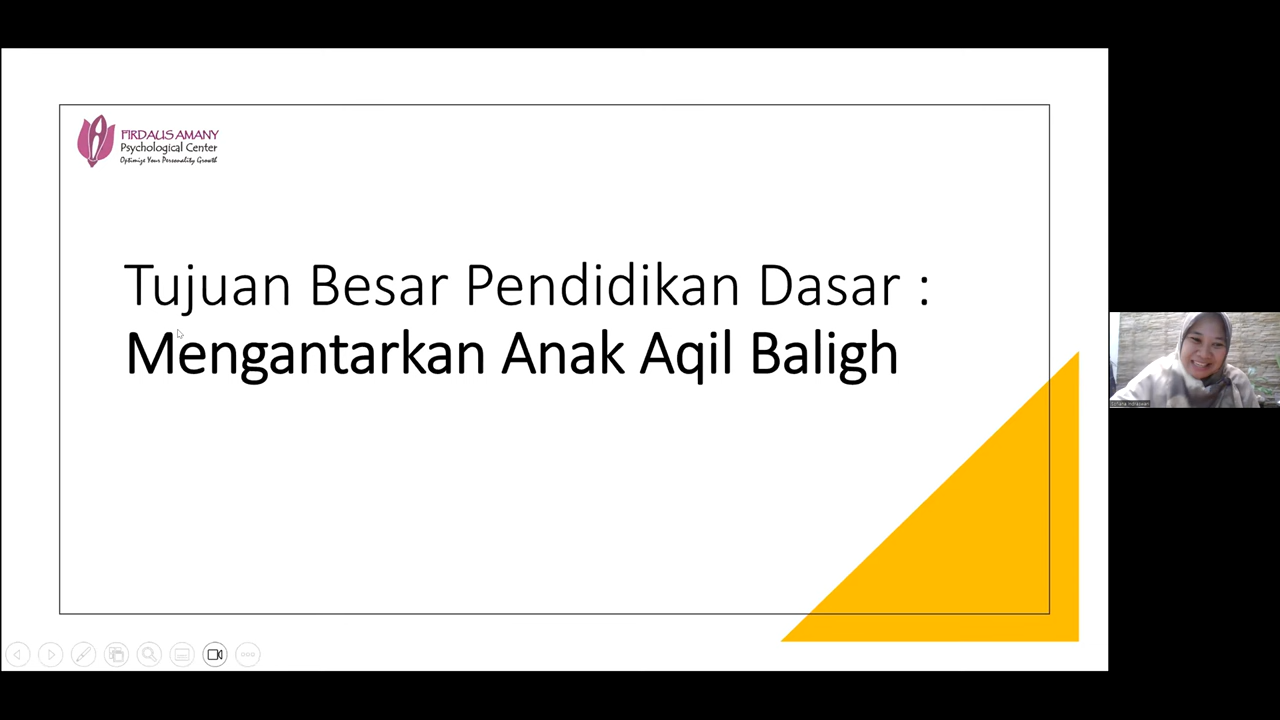 FIRDAUS AMANY
Psychological Center
Optimize Your Personality Growth
Tujuan Besar Pendidikan Dasar :
Mengantarkan Anak Aqil Baligh